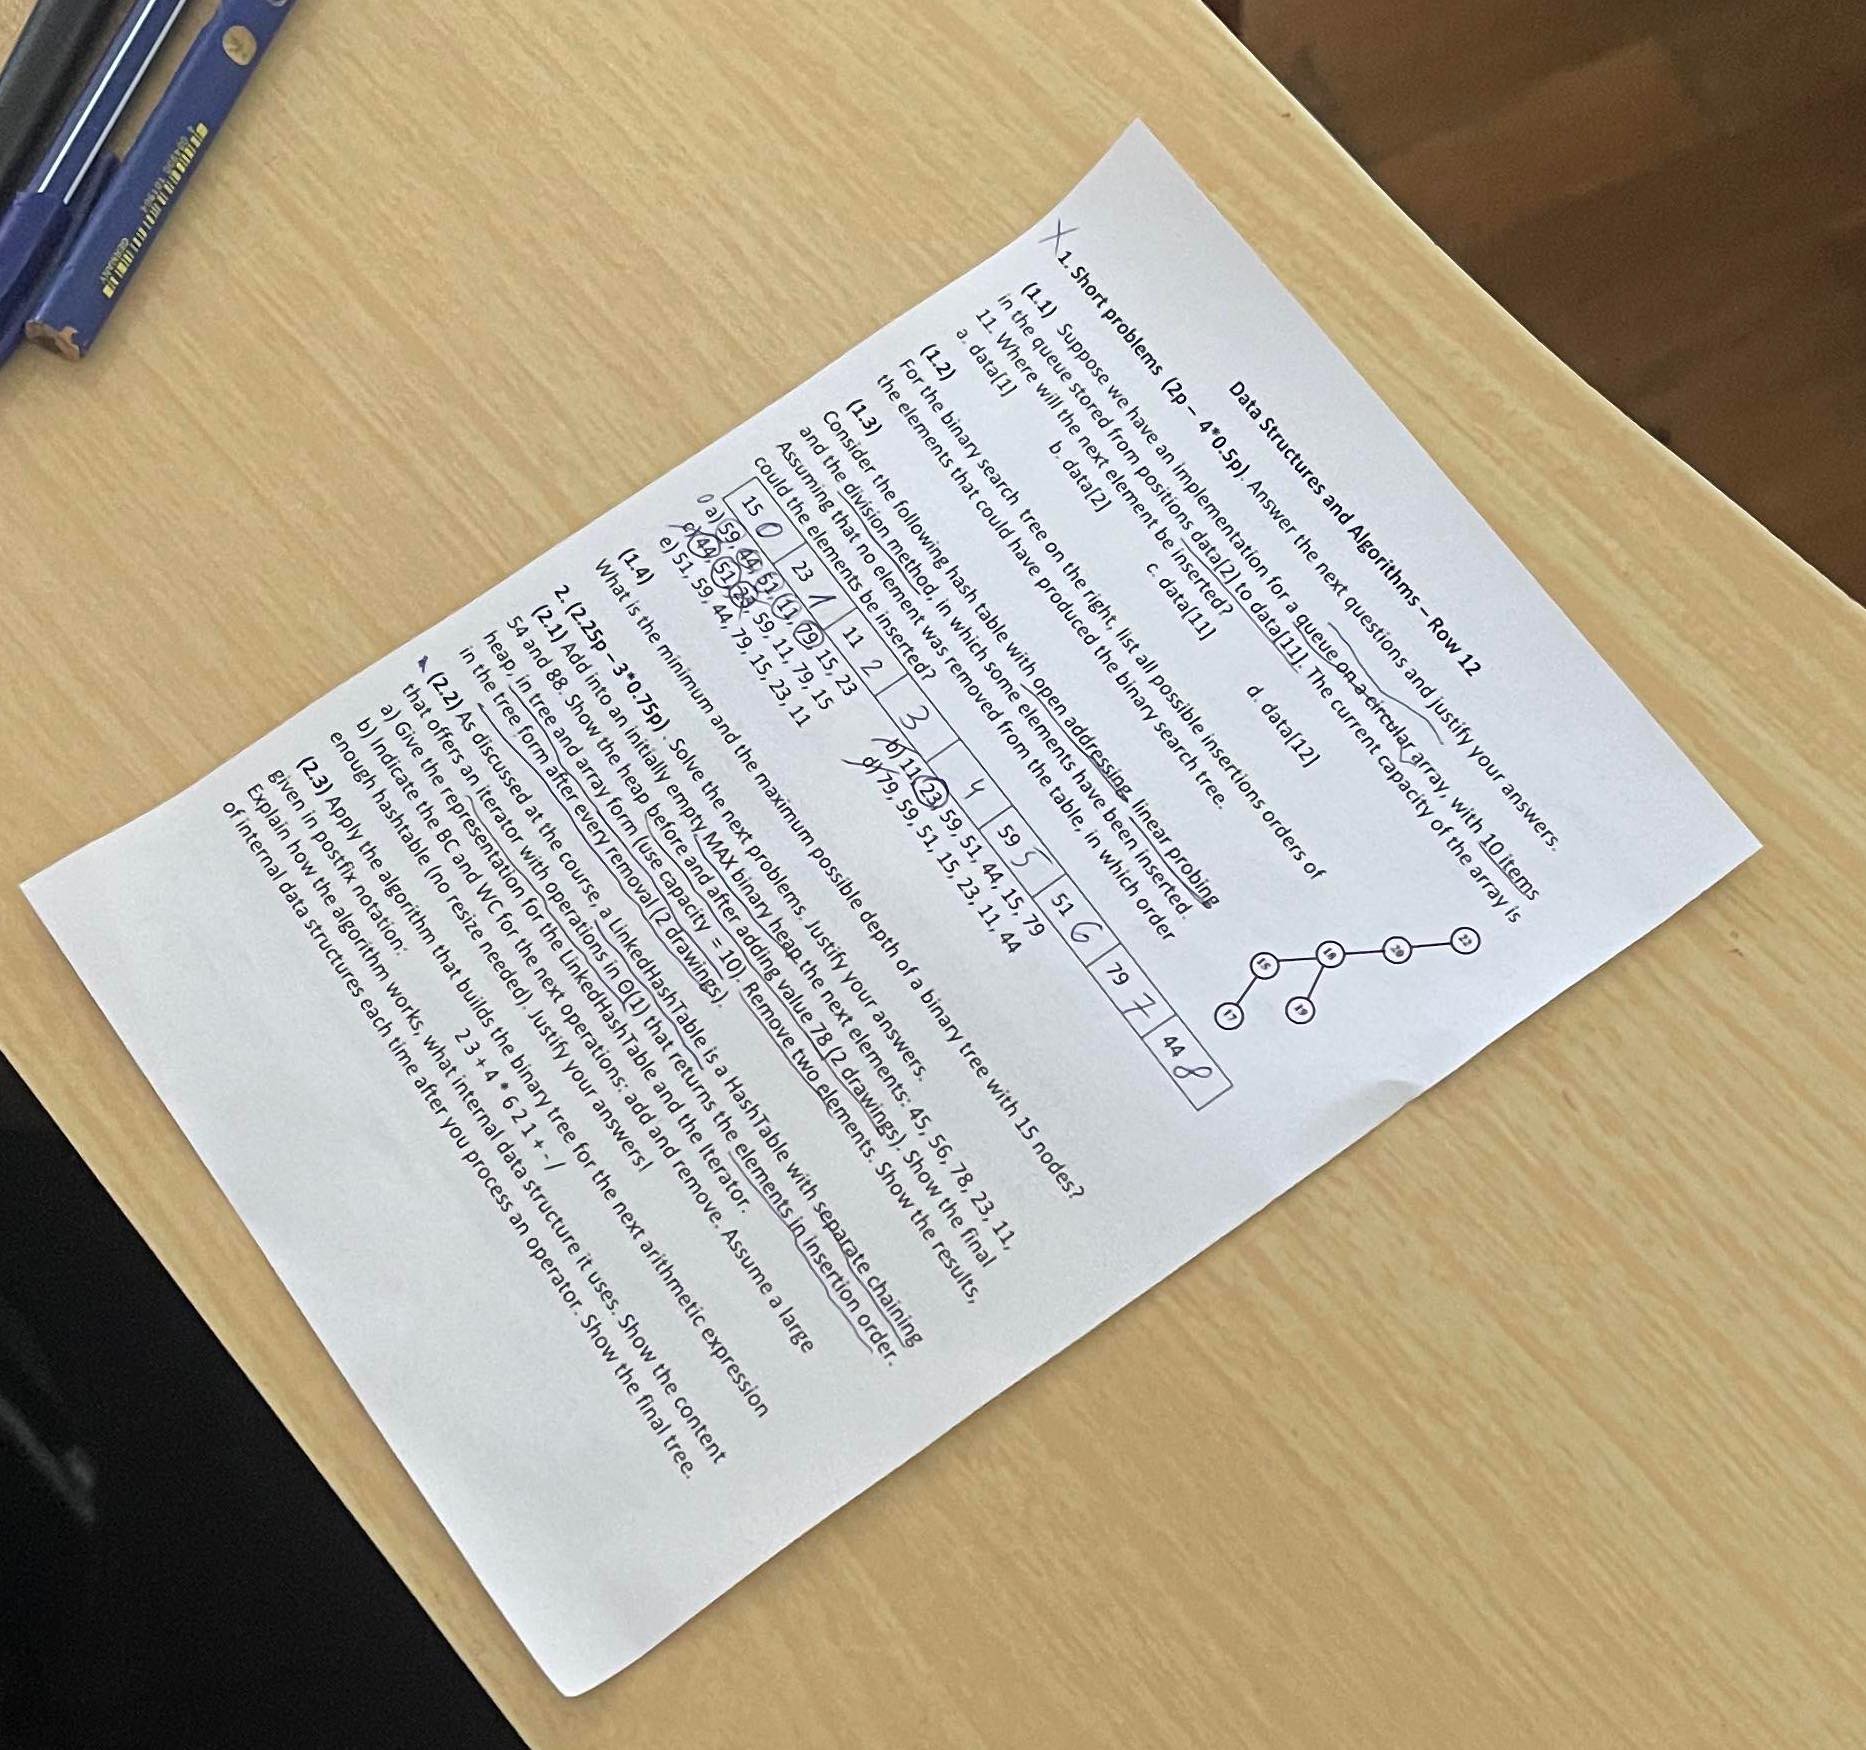 Data Structures and Algorithms – Row 12
X 1. Short problems (2p – 4*0.5p). Answer the next questions and justify your answers.
(1.1) Suppose we have an implementation for a queue on a circular array, with 10 items
in the queue stored from positions data[2] to data[11]. The current capacity of the array is
11. Where will the next element be inserted?
a. data[1] b. data[2] c. data[11] d. data[12]
(1.2)
For the binary search tree on the right, list all possible insertions orders of
the elements that could have produced the binary search tree.
22
20
18
15
19
17
(1.3)
Consider the following hash table with open addressing, linear probing
and the division method, in which some elements have been inserted.
Assuming that no element was removed from the table, in which order
could the elements be inserted?
15 0 23 1 11 2 3 4 59 5 51 6 79 7 44 8
0 a) 59, 44, 51, 11, 79, 15, 23 b) 11, 23, 59, 51, 44, 15, 79
c) 44, 51, 23, 59, 11, 79, 15 d) 79, 59, 51, 15, 23, 11, 44
e) 51, 59, 44, 79, 15, 23, 11
(1.4)
What is the minimum and the maximum possible depth of a binary tree with 15 nodes?
2. (2.25p – 3*0.75p) . Solve the next problems. Justify your answers.
(2.1) Add into an initially empty MAX binary heap the next elements: 45, 56, 78, 23, 11,
54 and 88. Show the heap before and after adding value 78 (2 drawings). Show the final
heap, in tree and array form (use capacity = 10). Remove two elements. Show the results,
in the tree form after every removal (2 drawings).
(2.2) As discussed at the course, a LinkedHashTable is a HashTable with separate chaining
that offers an iterator with operations in Θ(1) that returns the elements in insertion order.
a) Give the representation for the LinkedHashTable and the Iterator.
b) Indicate the BC and WC for the next operations: add and remove. Assume a large
enough hashtable (no resize needed). Justify your answers!
(2.3) Apply the algorithm that builds the binary tree for the next arithmetic expression
given in postfix notation:
2 3 + 4 * 6 2 1 + - /
Explain how the algorithm works, what internal data structure it uses. Show the content
of internal data structures each time after you process an operator. Show the final tree.